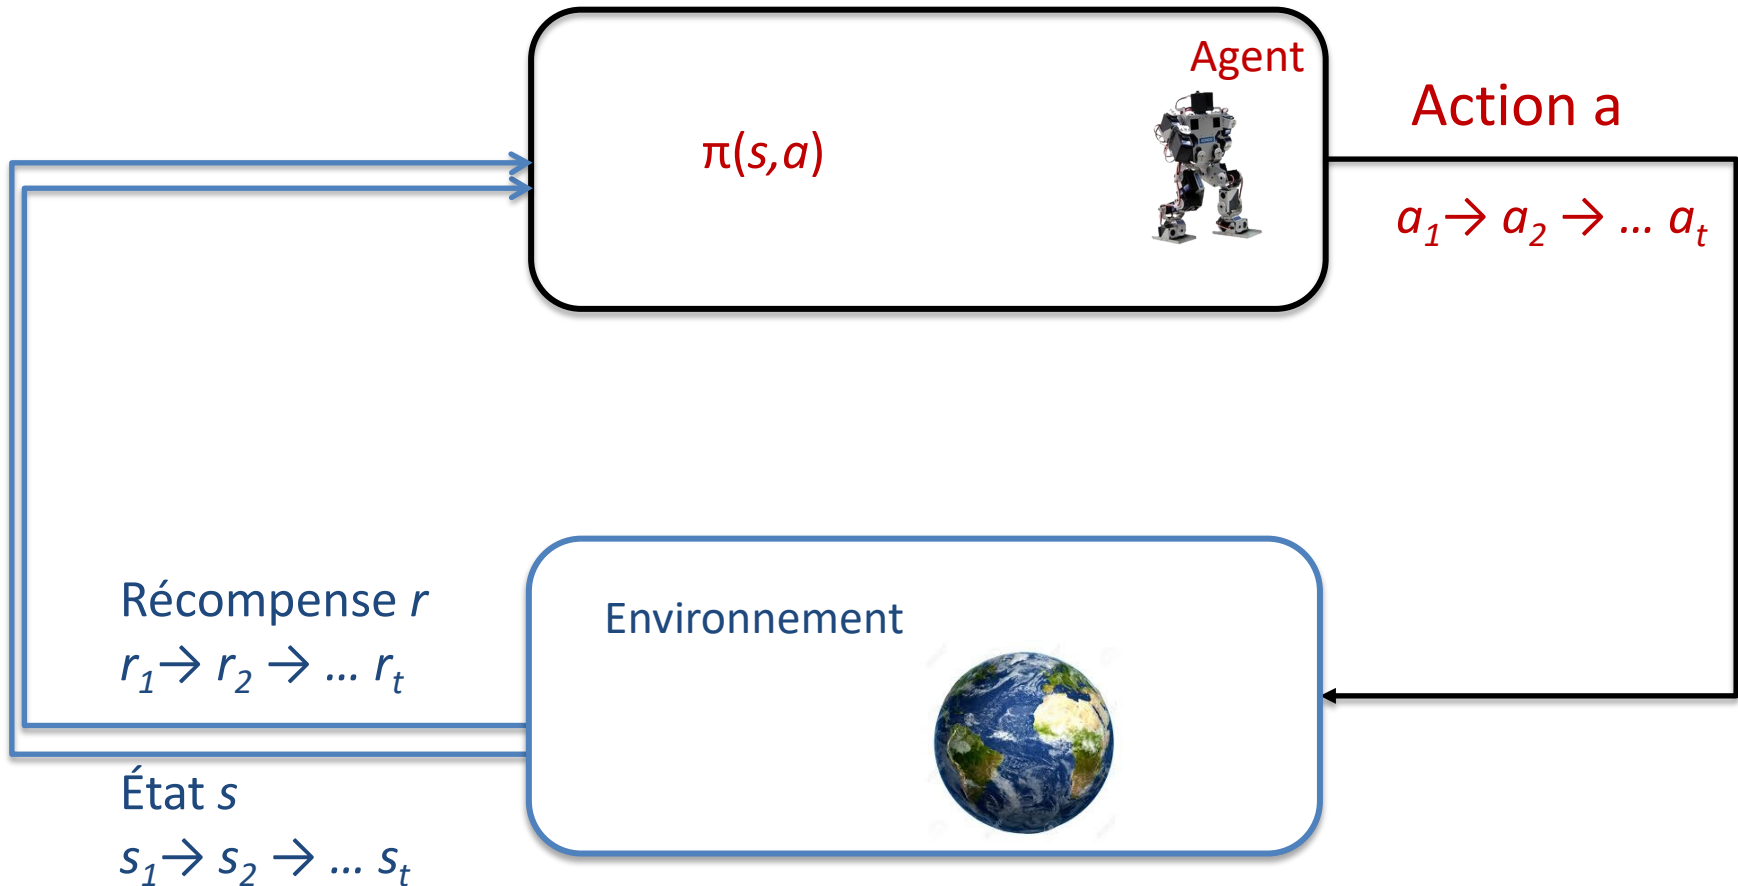 Agent
π(s,a)
Action a
a₁→ a₂ → ... aₜ
Récompense r
r₁→ r₂ → ... rₜ
Environnement
État s
s₁→ s₂ → ... sₜ